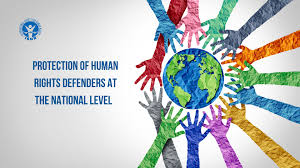 PROTECTION OF HUMAN
RIGHTS DEFENDERS AT
THE NATIONAL LEVEL